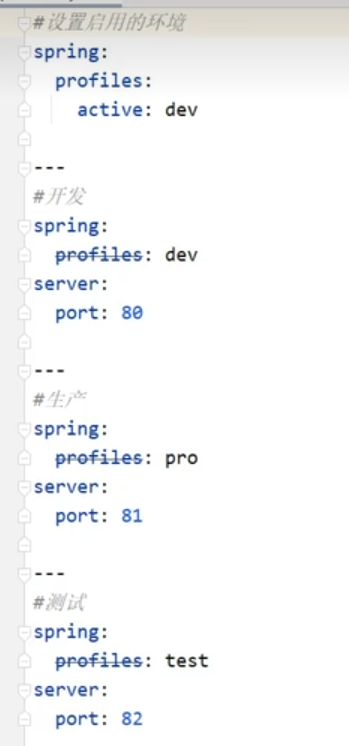 #设置启用的环境
spring:
  profiles:
    active: dev
---
#开发
spring:
  profiles: dev
server:
  port: 80
---
#生产
spring:
  profiles: pro
server:
  port: 81
---
#测试
spring:
  profiles: test
server:
  port: 82